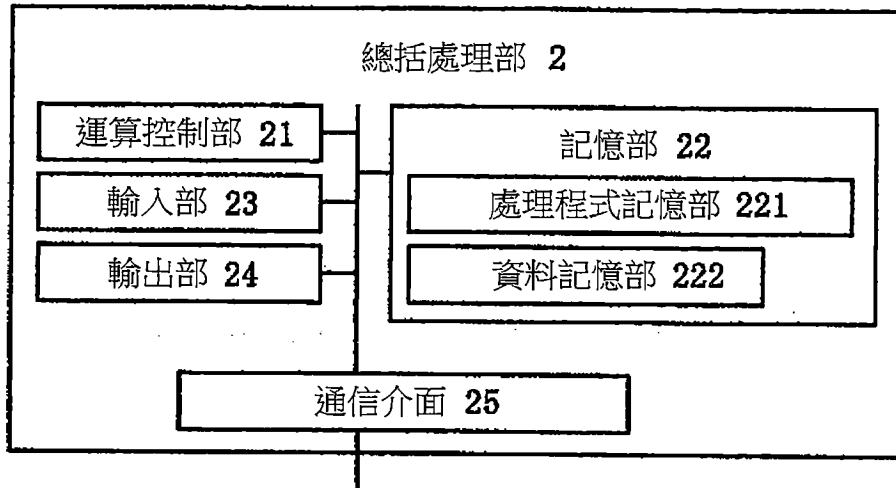 總括處理部 2
運算控制部 21
輸入部 23
輸出部 24
記憶部 22
處理程式記憶部 221
資料記憶部 222
通信介面 25